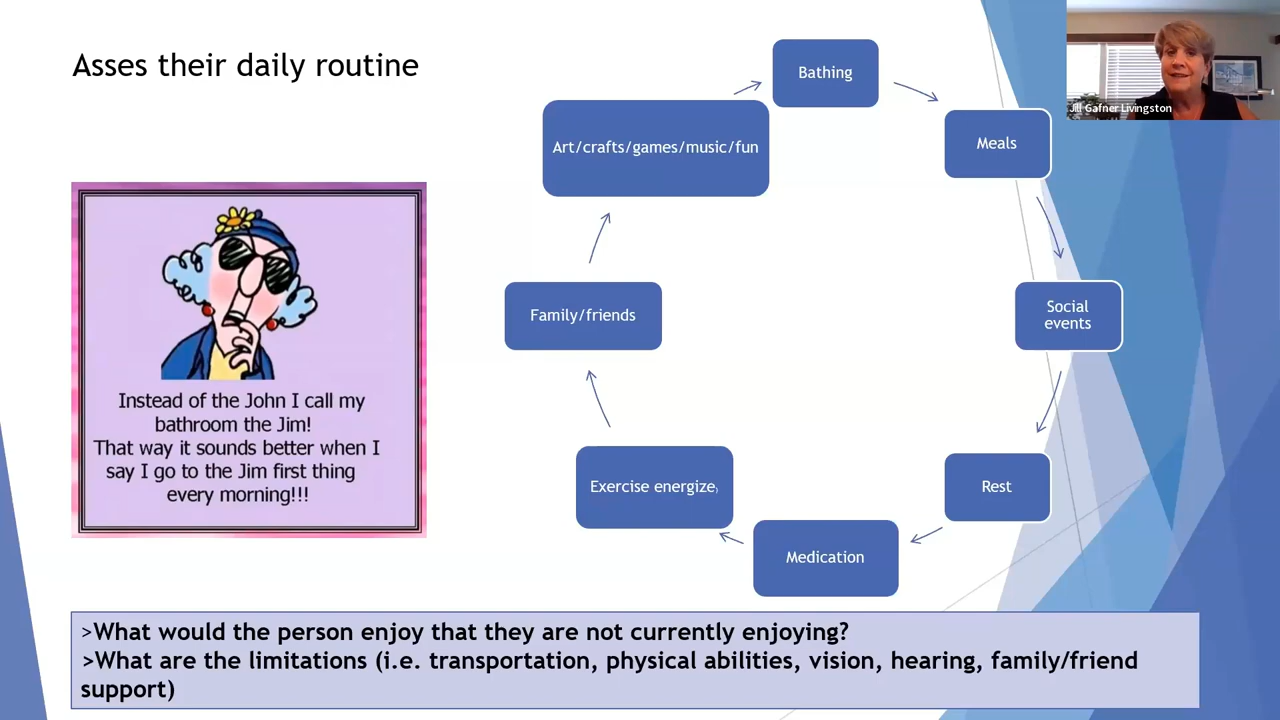 Asses their daily routine
Jill Gafner Livingston
Bathing
Meals
Social
events
Rest
Medication
Exercise energize,
Family/friends
Art/crafts/games/music/fun
Instead of the John I call my
bathroom the Jim!
That way it sounds better when I
say I go to the Jim first thing
every morning!!!
>What would the person enjoy that they are not currently enjoying?
>What are the limitations (i.e. transportation, physical abilities, vision, hearing, family/friend
support)